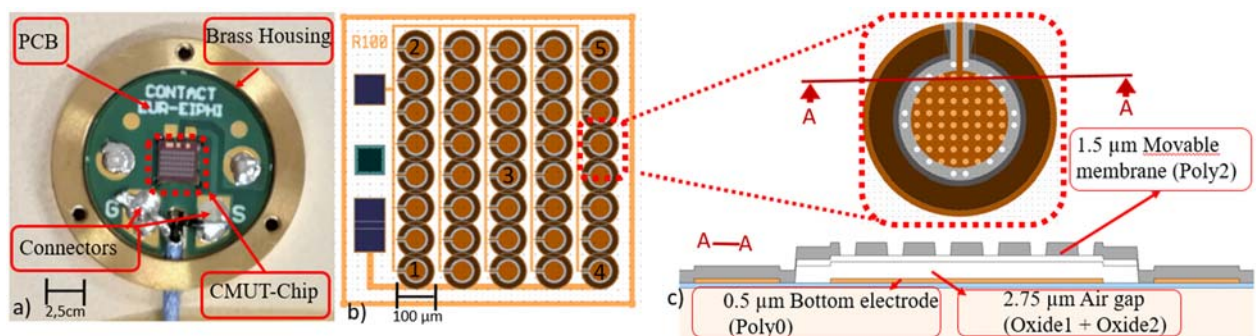 PCB
Brass Housing
CONTACT
EUR-EIPHI
G
S
Connectors
CMUT-Chip
a)
2,5cm
R100
2
5
3
1
4
b)
100 µm
A
A
1.5 µm Movable
membrane (Poly2)
A—A
c)
0.5 µm Bottom electrode
(Poly0)
2.75 µm Air gap
(Oxide1 + Oxide2)